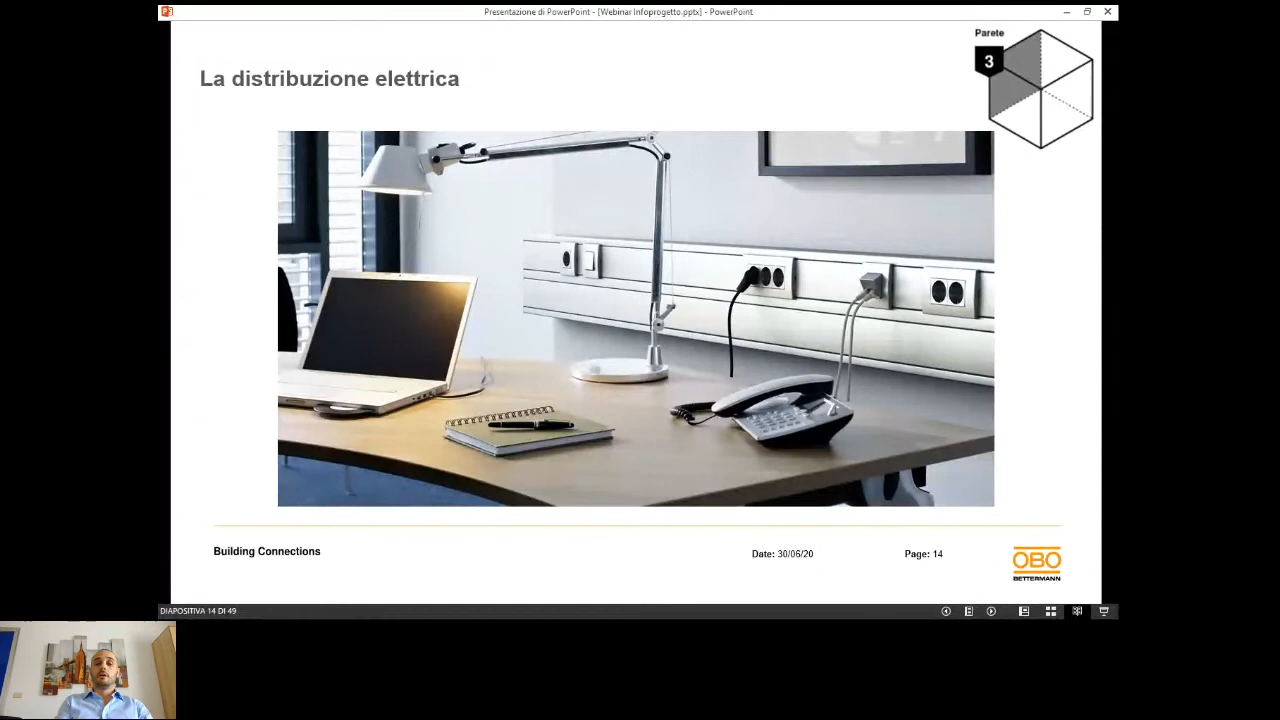 Presentazione di PowerPoint - [Webinar Infoprogetto.pptx] - PowerPoint
Parete
3
La distribuzione elettrica
Building Connections
Date: 30/06/20
Page: 14
OBO
BETTERMANN
DIAPOSITIVA 14 DI 49